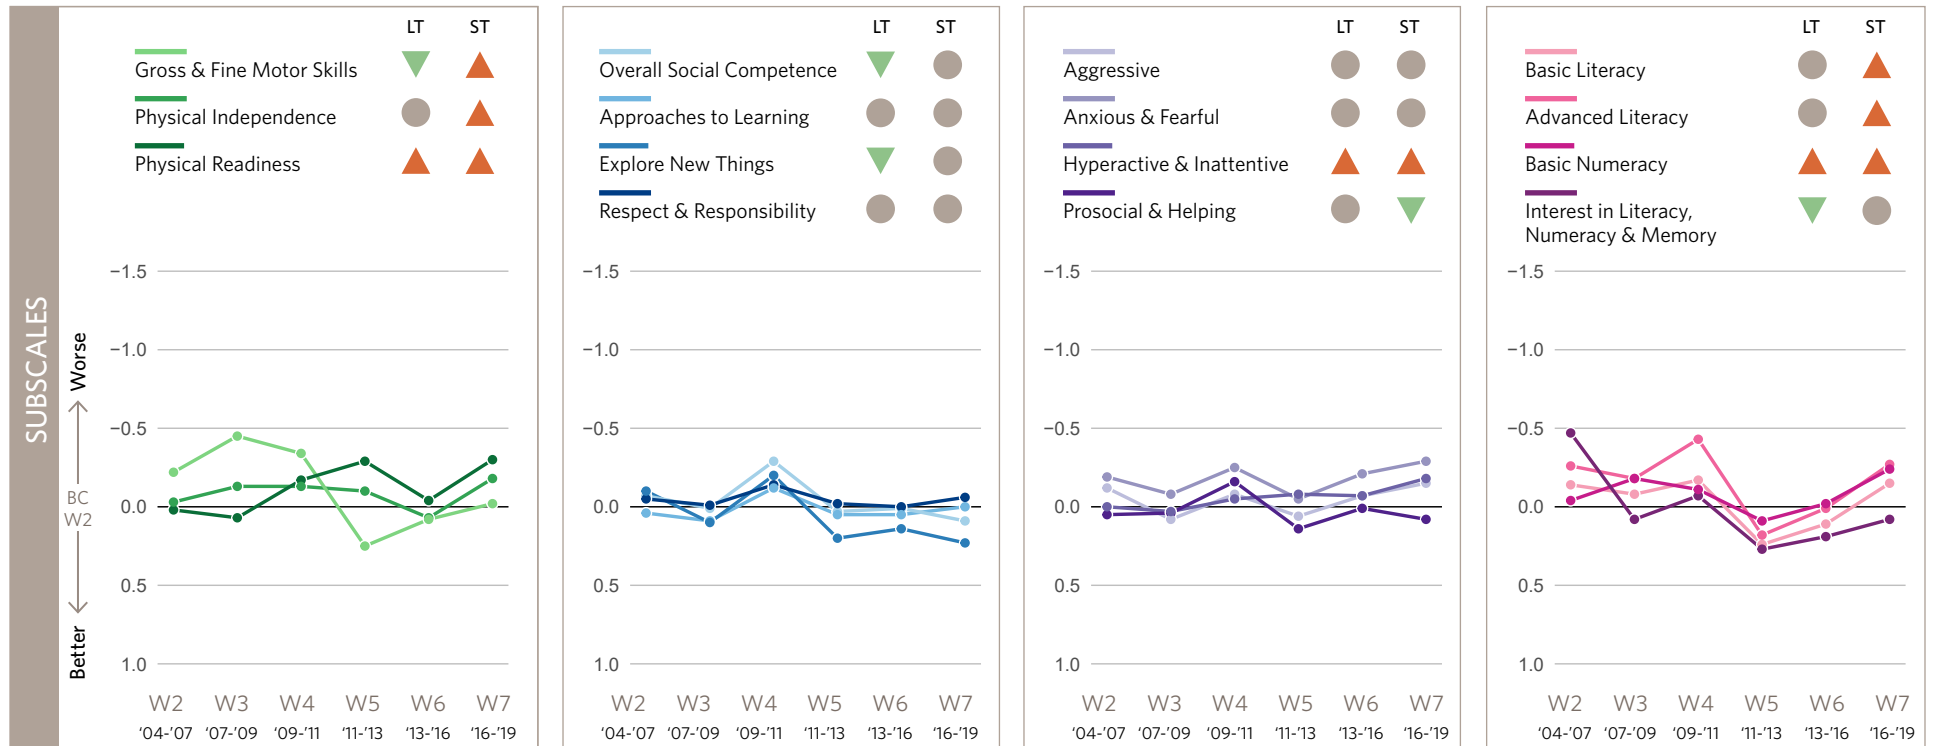 SUBSCALES
Worse
BC
W2
Better
LT ST
Gross & Fine Motor Skills
Physical Independence
Physical Readiness
−1.5
−1.0
−0.5
0.0
0.5
1.0
W2 W3 W4 W5 W6 W7
‘04-’07 ‘07-’09 ‘09-’11 ‘11-’13 ‘13-’16 ‘16-’19
LT ST
Overall Social Competence
Approaches to Learning
Explore New Things
Respect & Responsibility
−1.5
−1.0
−0.5
0.0
0.5
1.0
W2 W3 W4 W5 W6 W7
‘04-’07 ‘07-’09 ‘09-’11 ‘11-’13 ‘13-’16 ‘16-’19
LT ST
Aggressive
Anxious & Fearful
Hyperactive & Inattentive
Prosocial & Helping
−1.5
−1.0
−0.5
0.0
0.5
1.0
W2 W3 W4 W5 W6 W7
‘04-’07 ‘07-’09 ‘09-’11 ‘11-’13 ‘13-’16 ‘16-’19
LT ST
Basic Literacy
Advanced Literacy
Basic Numeracy
Interest in Literacy,
Numeracy & Memory
−1.5
−1.0
−0.5
0.0
0.5
1.0
W2 W3 W4 W5 W6 W7
‘04-’07 ‘07-’09 ‘09-’11 ‘11-’13 ‘13-’16 ‘16-’19